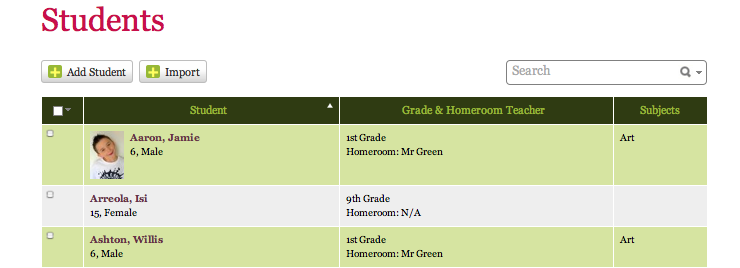 Students
Add Student Import Search
Student Grade & Homeroom Teacher Subjects
Aaron, Jamie 1st Grade Art
6, Male Homeroom: Mr Green
Arreola, Isi 9th Grade
15, Female Homeroom: N/A
Ashton, Willis 1st Grade Art
6, Male Homeroom: Mr Green